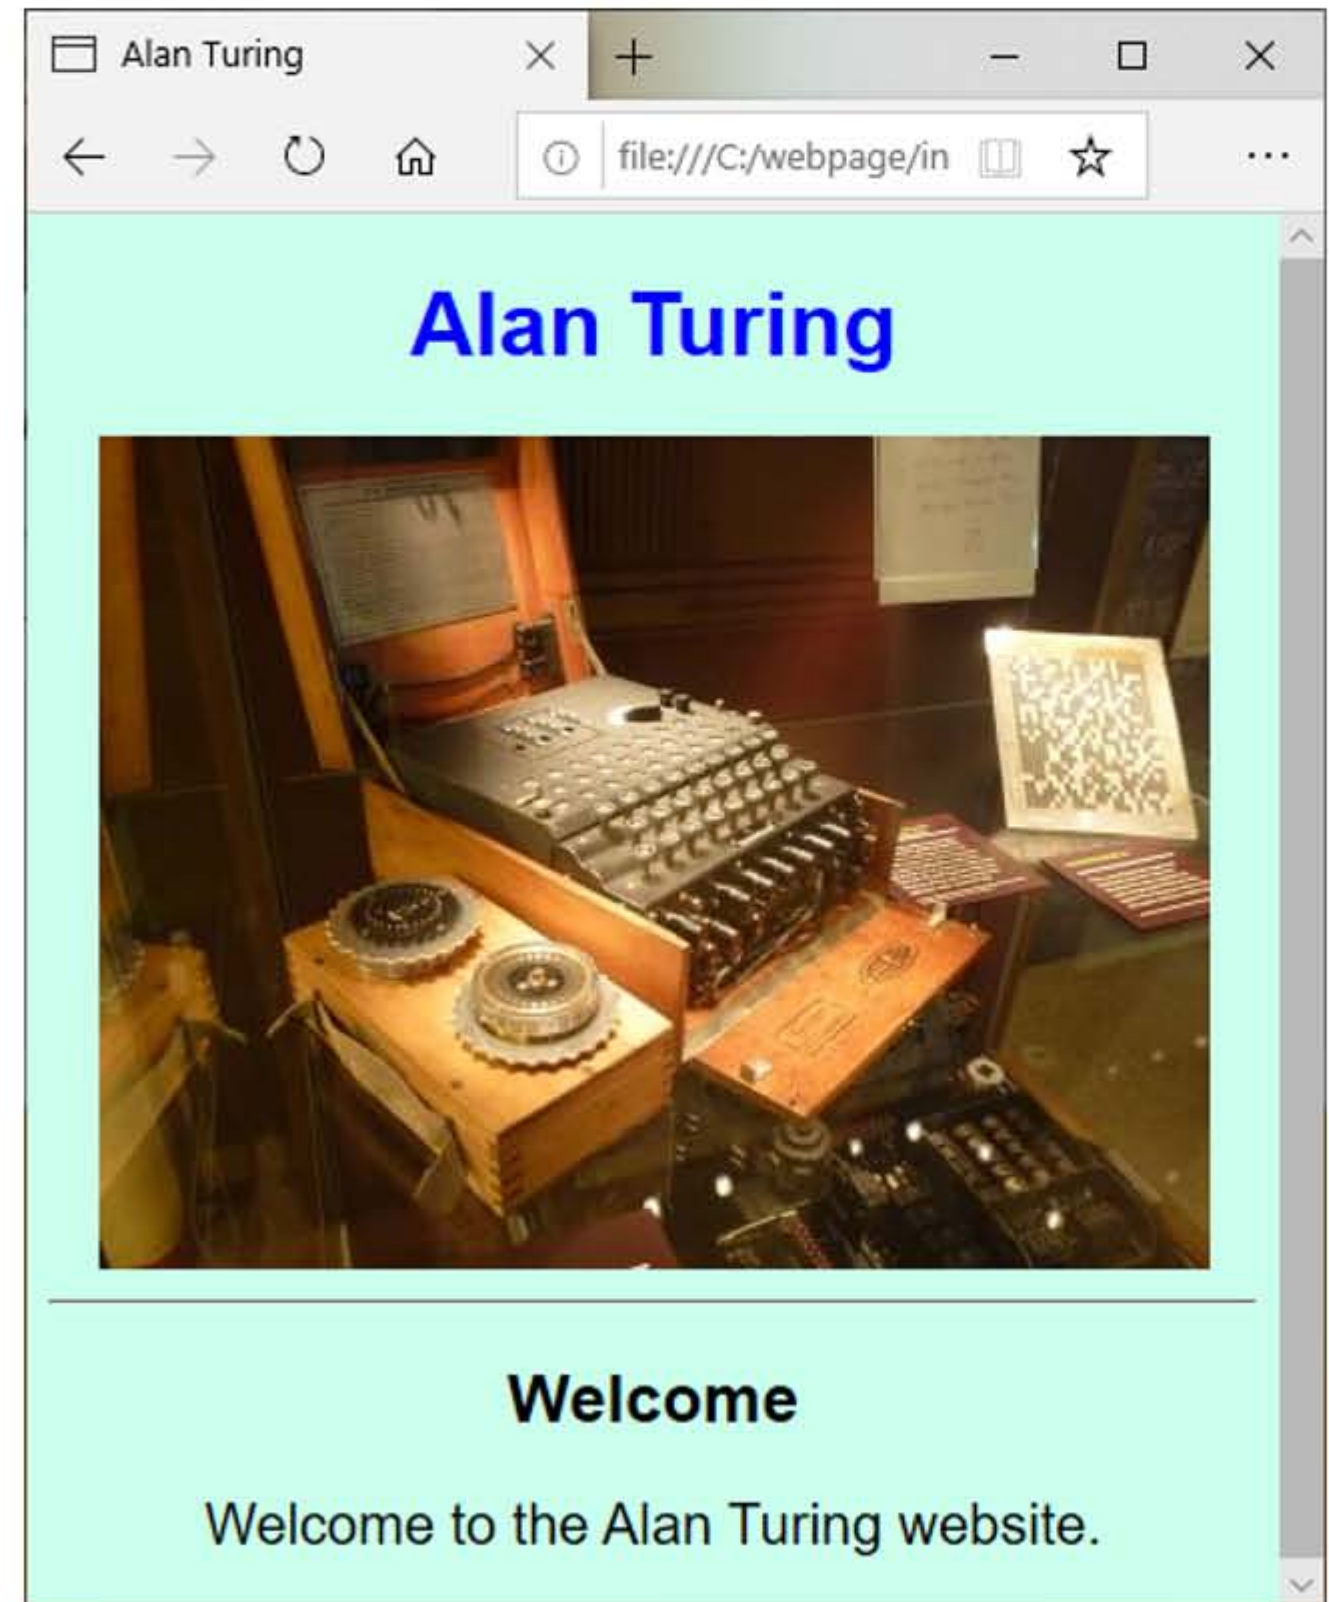 Alan Turing
file:///C:/webpage/in
Alan Turing
Welcome
Welcome to the Alan Turing website.